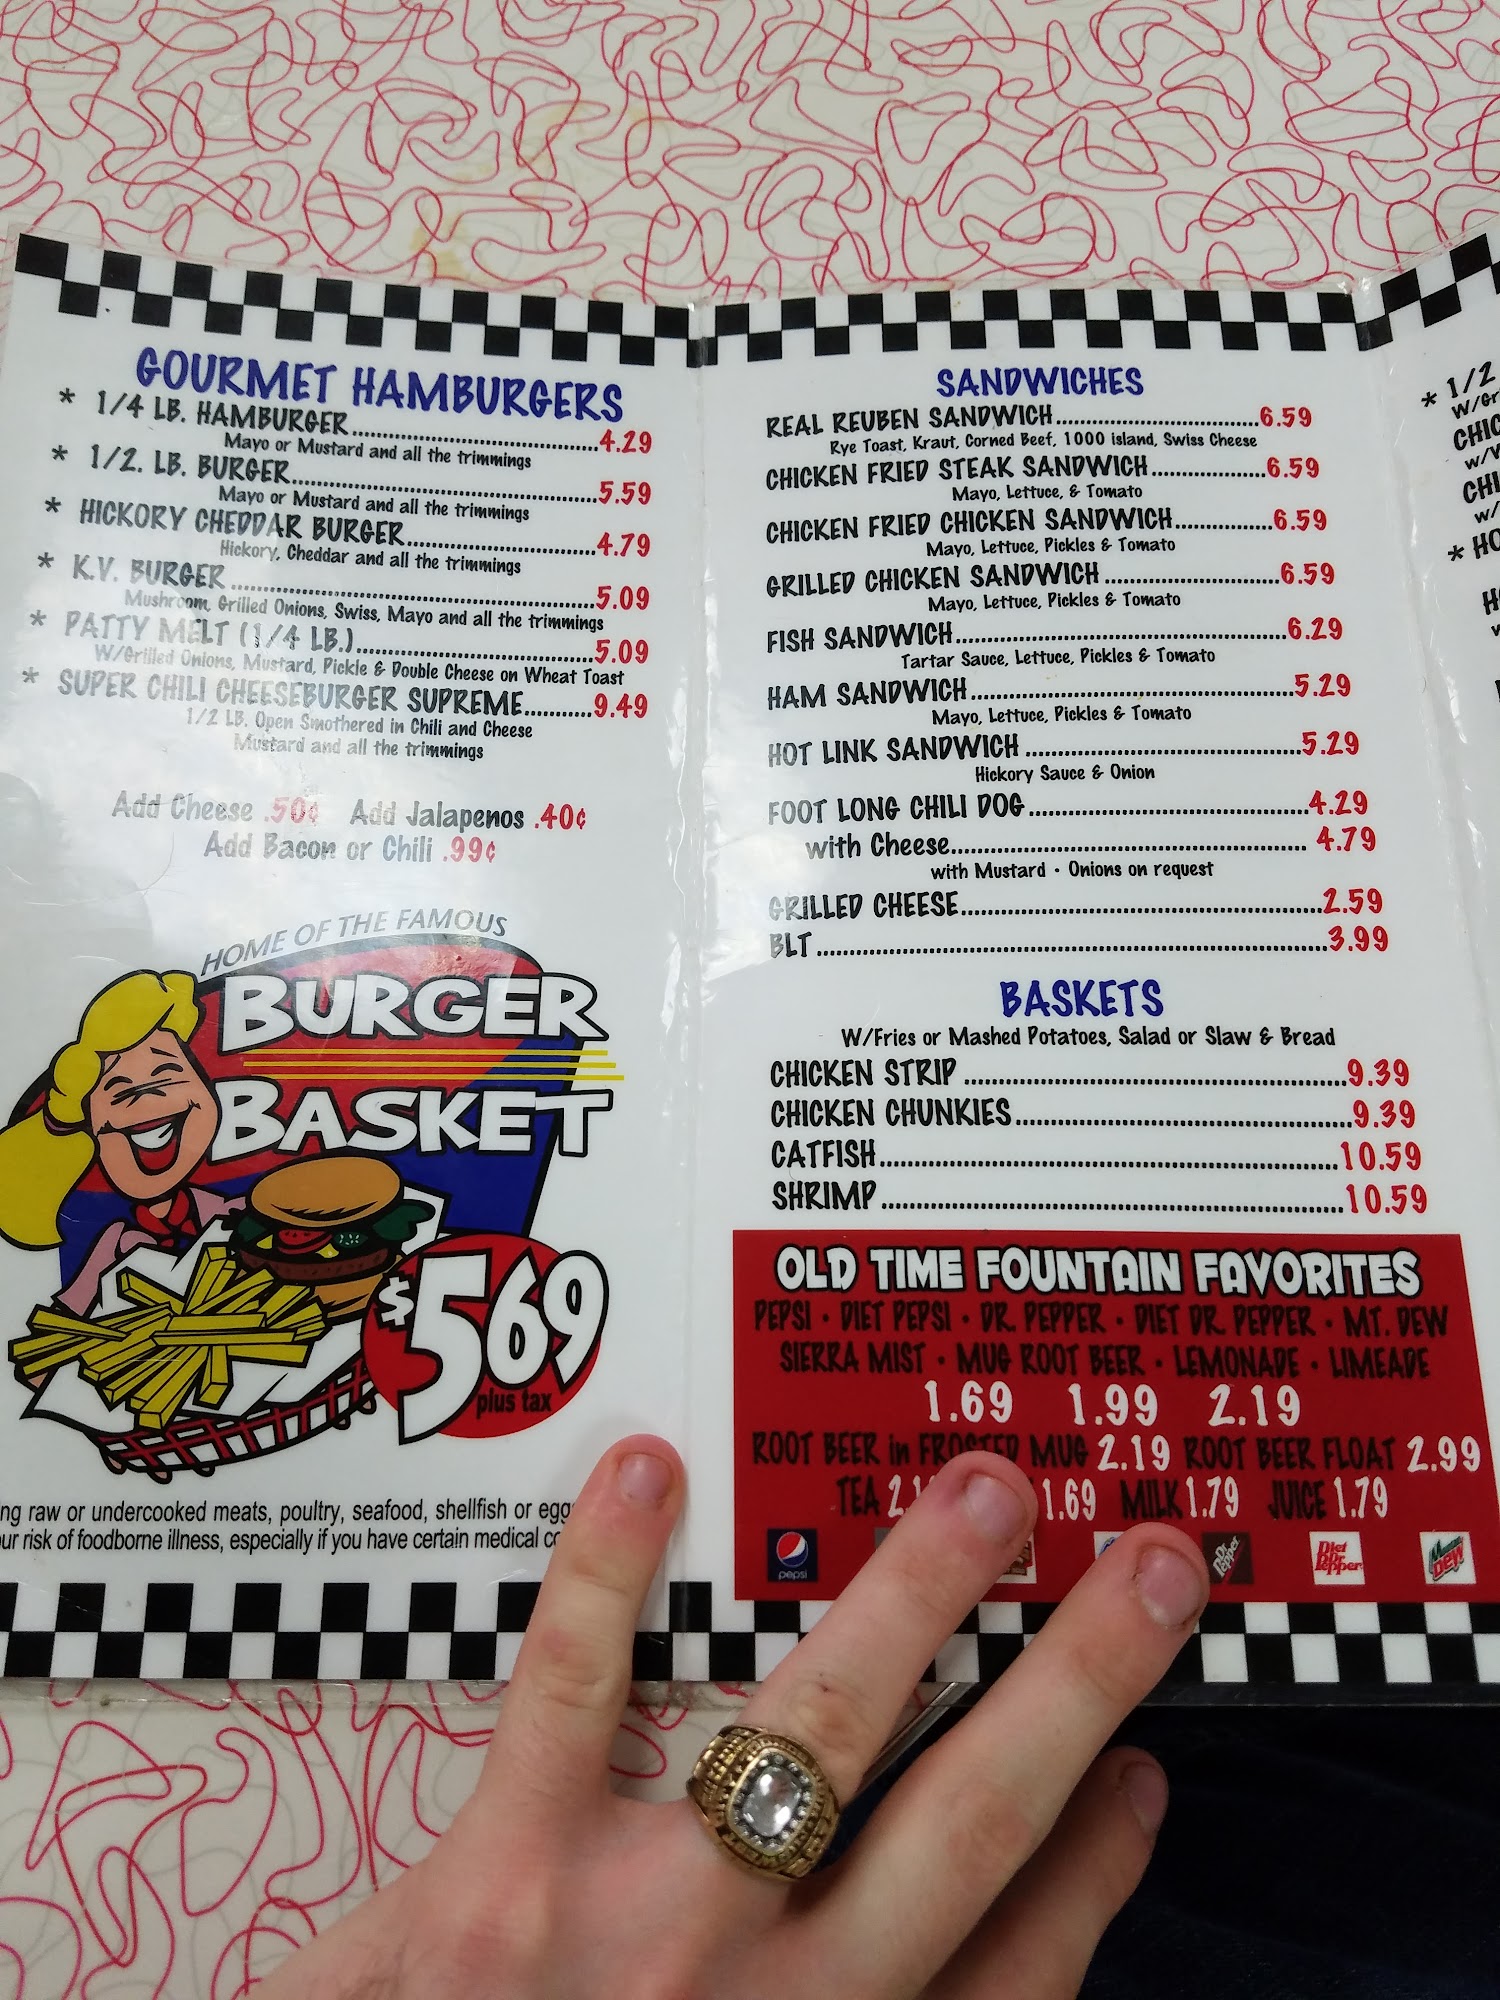 GOURMET HAMBURGERS
* 1/4 LB. HAMBURGER 4.29
Mayo or Mustard and all the trimmings
* 1/2. LB. BURGER 5.59
Mayo or Mustard and all the trimmings
* HICKORY CHEDDAR BURGER 4.79
Hickory, Cheddar and all the trimmings
* K.V. BURGER 5.09
Mushroom, Grilled Onions, Swiss, Mayo and all the trimmings
* PATTY MELT (1/4 LB.) 5.09
W/Grilled Onions, Mustard, Pickle & Double Cheese on Wheat Toast
* SUPER CHILI CHEESEBURGER SUPREME 9.49
1/2 LB. Open Smothered in Chili and Cheese
Mustard and all the trimmings
Add Cheese .50¢ Add Jalapenos .40¢
Add Bacon or Chili .99¢
HOME OF THE FAMOUS
BURGER
BASKET
$5.69
plus tax
raw or undercooked meats, poultry, seafood, shellfish or
risk of foodborne illness, especially if you have certain medical
SANDWICHES
REAL REUBEN SANDWICH 6.59
Rye Toast, Kraut, Corned Beef, 1000 island, Swiss Cheese
CHICKEN FRIED STEAK SANDWICH 6.59
Mayo, Lettuce, & Tomato
CHICKEN FRIED CHICKEN SANDWICH 6.59
Mayo, Lettuce, Pickles & Tomato
GRILLED CHICKEN SANDWICH 6.59
Mayo, Lettuce, Pickles & Tomato
FISH SANDWICH 6.29
Tartar Sauce, Lettuce, Pickles & Tomato
HAM SANDWICH 5.29
Mayo, Lettuce, Pickles & Tomato
HOT LINK SANDWICH 5.29
Hickory Sauce & Onion
FOOT LONG CHILI DOG 4.29
with Cheese 4.79
with Mustard • Onions on request
GRILLED CHEESE 2.59
BLT 3.99
BASKETS
W/Fries or Mashed Potatoes, Salad or Slaw & Bread
CHICKEN STRIP 9.39
CHICKEN CHUNKIES 9.39
CATFISH 10.59
SHRIMP 10.59
OLD TIME FOUNTAIN FAVORITES
PEPSI • DIET PEPSI • DR. PEPPER • DIET DR. PEPPER • MT. DEW
SIERRA MIST • MUG ROOT BEER • LEMONADE • LIMEADE
1.69 1.99 2.19
ROOT BEER in FROSTED MUG 2.19 ROOT BEER FLOAT 2.99
TEA 1.69 MILK 1.79 JUICE 1.79
pepsi
Dr Pepper
Diet Dr Pepper
Mountain Dew
* 1/2